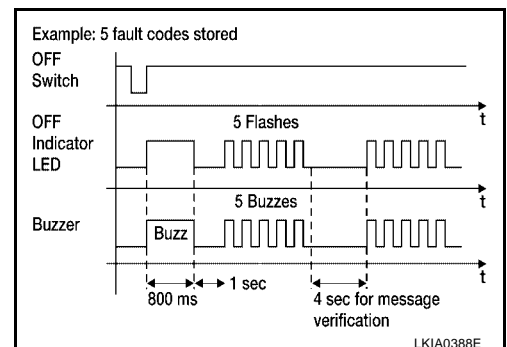 Example: 5 fault codes stored
OFF
Switch
t
OFF
Indicator
LED
5 Flashes
t
Buzzer
5 Buzzes
Buzz
t
800 ms
1 sec
4 sec for message
verification
LKIA0388E